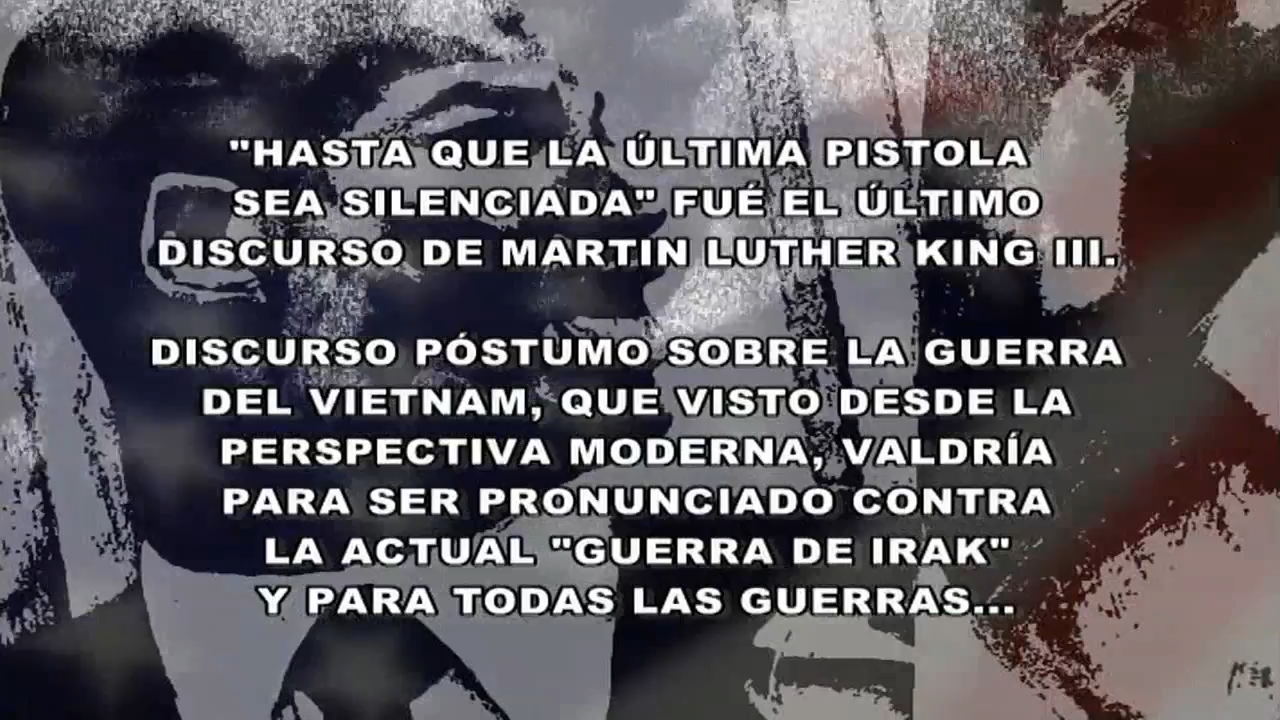 "HASTA QUE LA ÚLTIMA PISTOLA
SEA SILENCIADA" FUÉ EL ÚLTIMO
DISCURSO DE MARTIN LUTHER KING III.
DISCURSO PÓSTUMO SOBRE LA GUERRA
DEL VIETNAM, QUE VISTO DESDE LA
PERSPECTIVA MODERNA, VALDRÍA
PARA SER PRONUNCIADO CONTRA
LA ACTUAL "GUERRA DE IRAK"
Y PARA TODAS LAS GUERRAS...